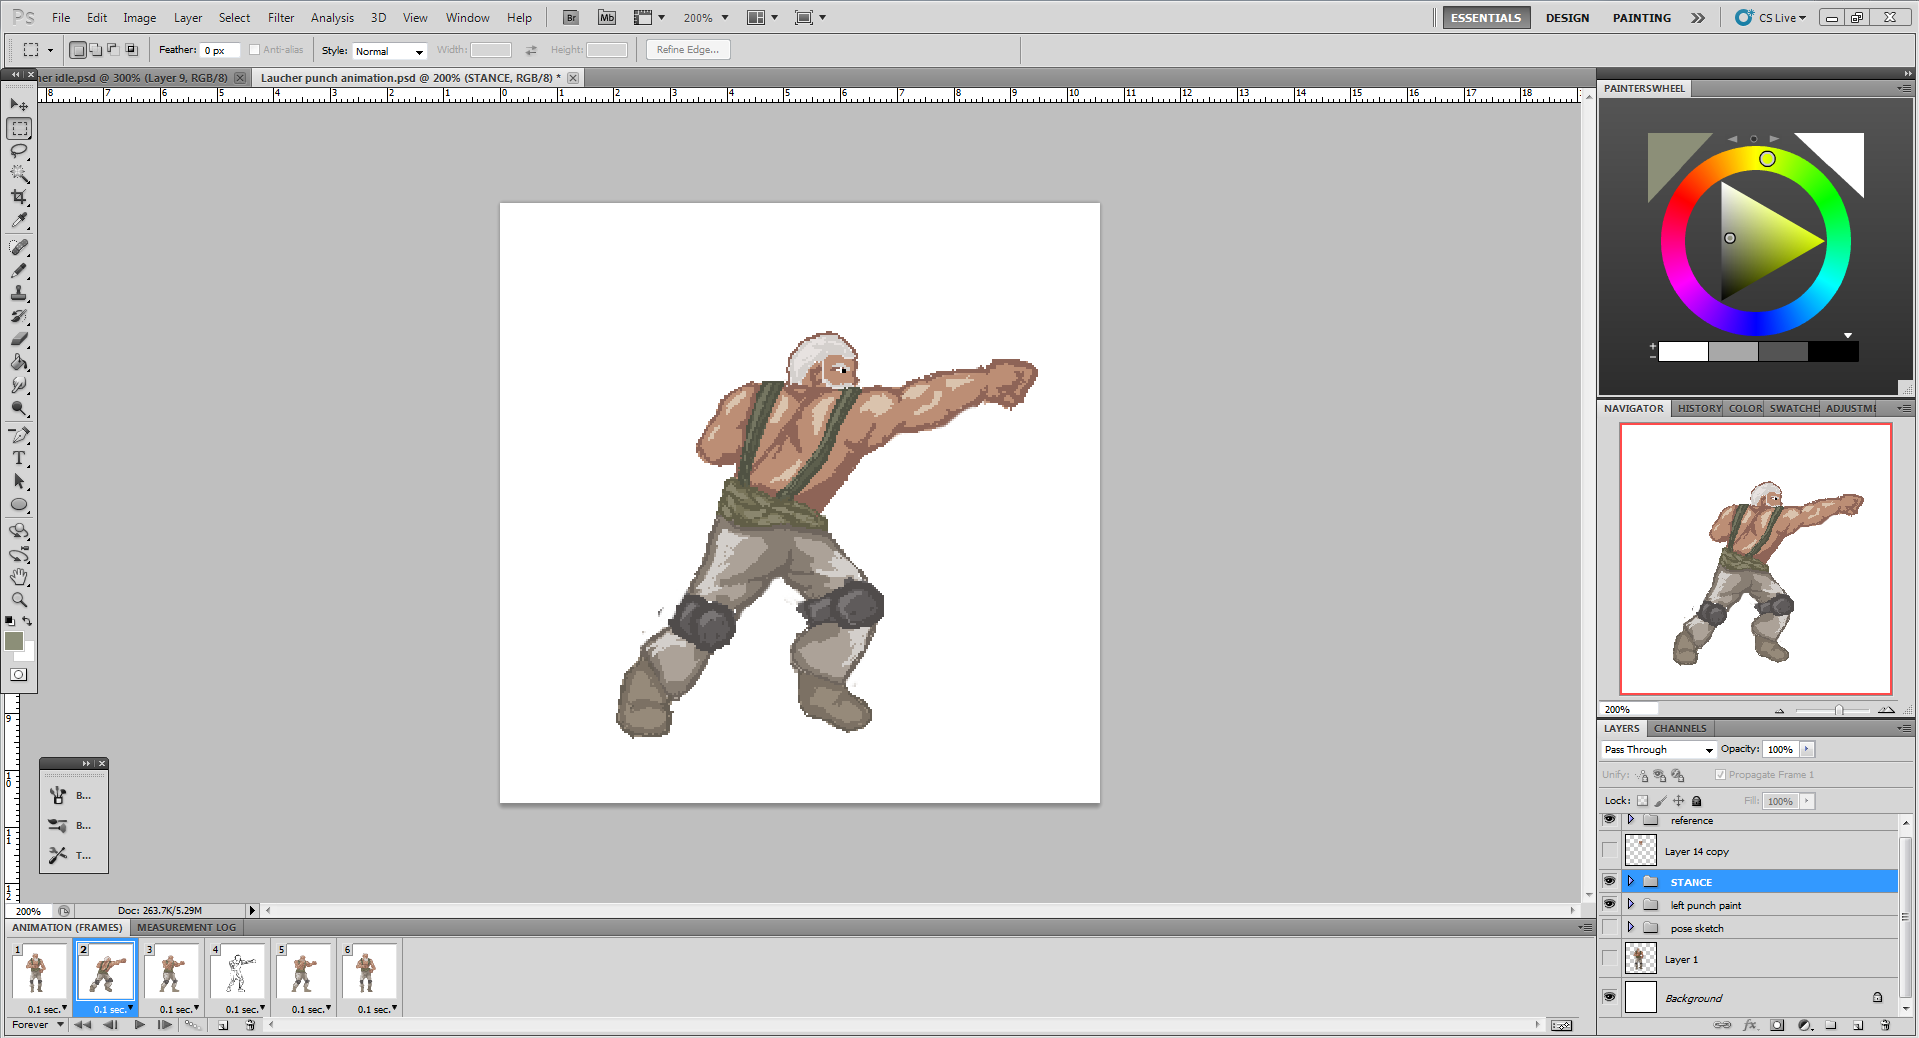 Ps File Edit Image Layer Select Filter Analysis 3D View Window Help Br Mb 200% ESSENTIALS DESIGN PAINTING CS Live
Feather: 0 px Anti-alias Style: Normal Width: Height: Refine Edge...
her idle.psd @ 300% (Layer 9, RGB/8) Laucher punch animation.psd @ 200% (STANCE, RGB/8) *
8 7 6 5 4 3 2 1 0 1 2 3 4 5 6 7 8 9 10 11 12 13 14 15 16 17 18
PAINTERSWHEEL
NAVIGATOR HISTORY COLOR SWATCHE ADJUSTM
200%
LAYERS CHANNELS
Pass Through Opacity: 100%
Unify: Propagate Frame 1
Lock: Fill: 100%
reference
Layer 14 copy
STANCE
left punch paint
pose sketch
Layer 1
Background
T
9
10
11
12
B...
B...
T...
200% Doc: 263.7K/5.29M
ANIMATION (FRAMES) MEASUREMENT LOG
1 2 3 4 5 6
0.1 sec. 0.1 sec. 0.1 sec. 0.1 sec. 0.1 sec. 0.1 sec.
Forever
fx